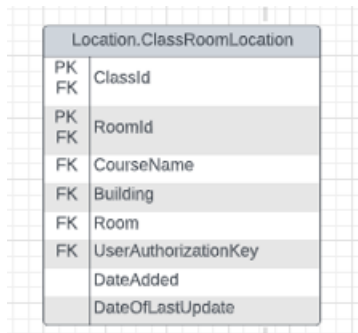 Location.ClassRoomLocation
PK
FK ClassId
PK
FK RoomId
FK CourseName
FK Building
FK Room
FK UserAuthorizationKey
DateAdded
DateOfLastUpdate